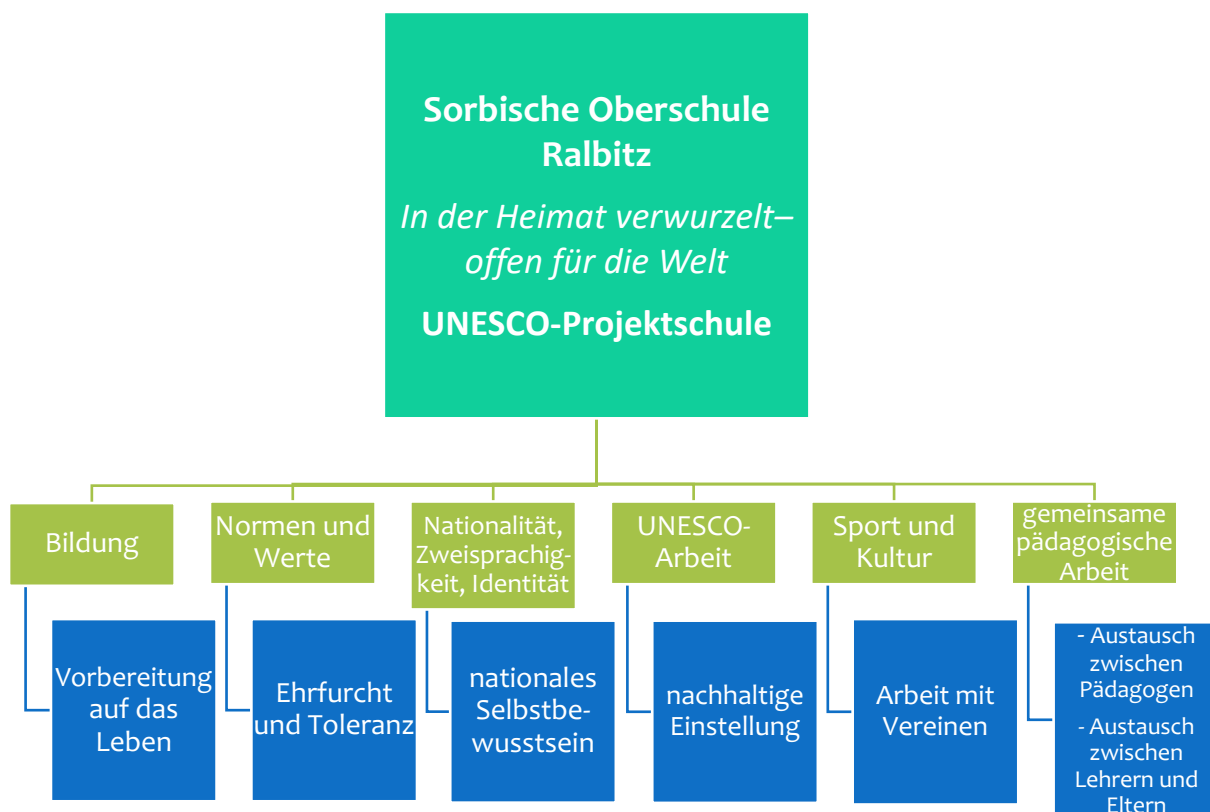 Sorbische Oberschule
Ralbitz
In der Heimat verwurzelt–
offen für die Welt
UNESCO-Projektschule
Bildung
Normen und
Werte
Nationalität,
Zweisprachig-
keit, Identität
UNESCO-
Arbeit
Sport und
Kultur
gemeinsame
pädagogische
Arbeit
Vorbereitung
auf das
Leben
Ehrfurcht
und Toleranz
nationales
Selbstbe-
wusstsein
nachhaltige
Einstellung
Arbeit mit
Vereinen
- Austausch
zwischen
Pädagogen
- Austausch
zwischen
Lehrern und
Eltern